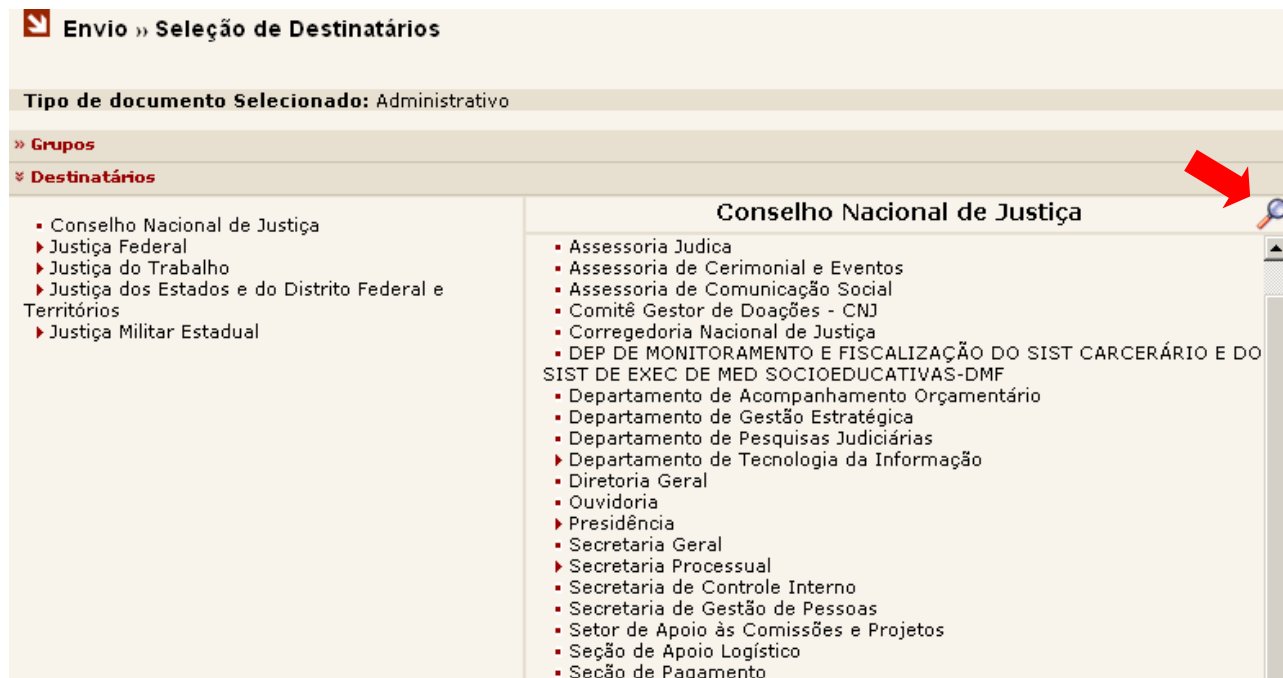 Envio » Seleção de Destinatários
Tipo de documento Selecionado: Administrativo
» Grupos
Destinatários
Conselho Nacional de Justiça
Justiça Federal
Justiça do Trabalho
Justiça dos Estados e do Distrito Federal e
Territórios
Justiça Militar Estadual
Conselho Nacional de Justiça
Assessoria Judica
Assessoria de Cerimonial e Eventos
Assessoria de Comunicação Social
Comitê Gestor de Doações - CNJ
Corregedoria Nacional de Justiça
DEP DE MONITORAMENTO E FISCALIZAÇÃO DO SIST CARCERÁRIO E DO
SIST DE EXEC DE MED SOCIOEDUCATIVAS-DMF
Departamento de Acompanhamento Orçamentário
Departamento de Gestão Estratégica
Departamento de Pesquisas Judiciárias
Departamento de Tecnologia da Informação
Diretoria Geral
Ouvidoria
Presidência
Secretaria Geral
Secretaria Processual
Secretaria de Controle Interno
Secretaria de Gestão de Pessoas
Setor de Apoio às Comissões e Projetos
Seção de Apoio Logístico
Seção de Pagamento